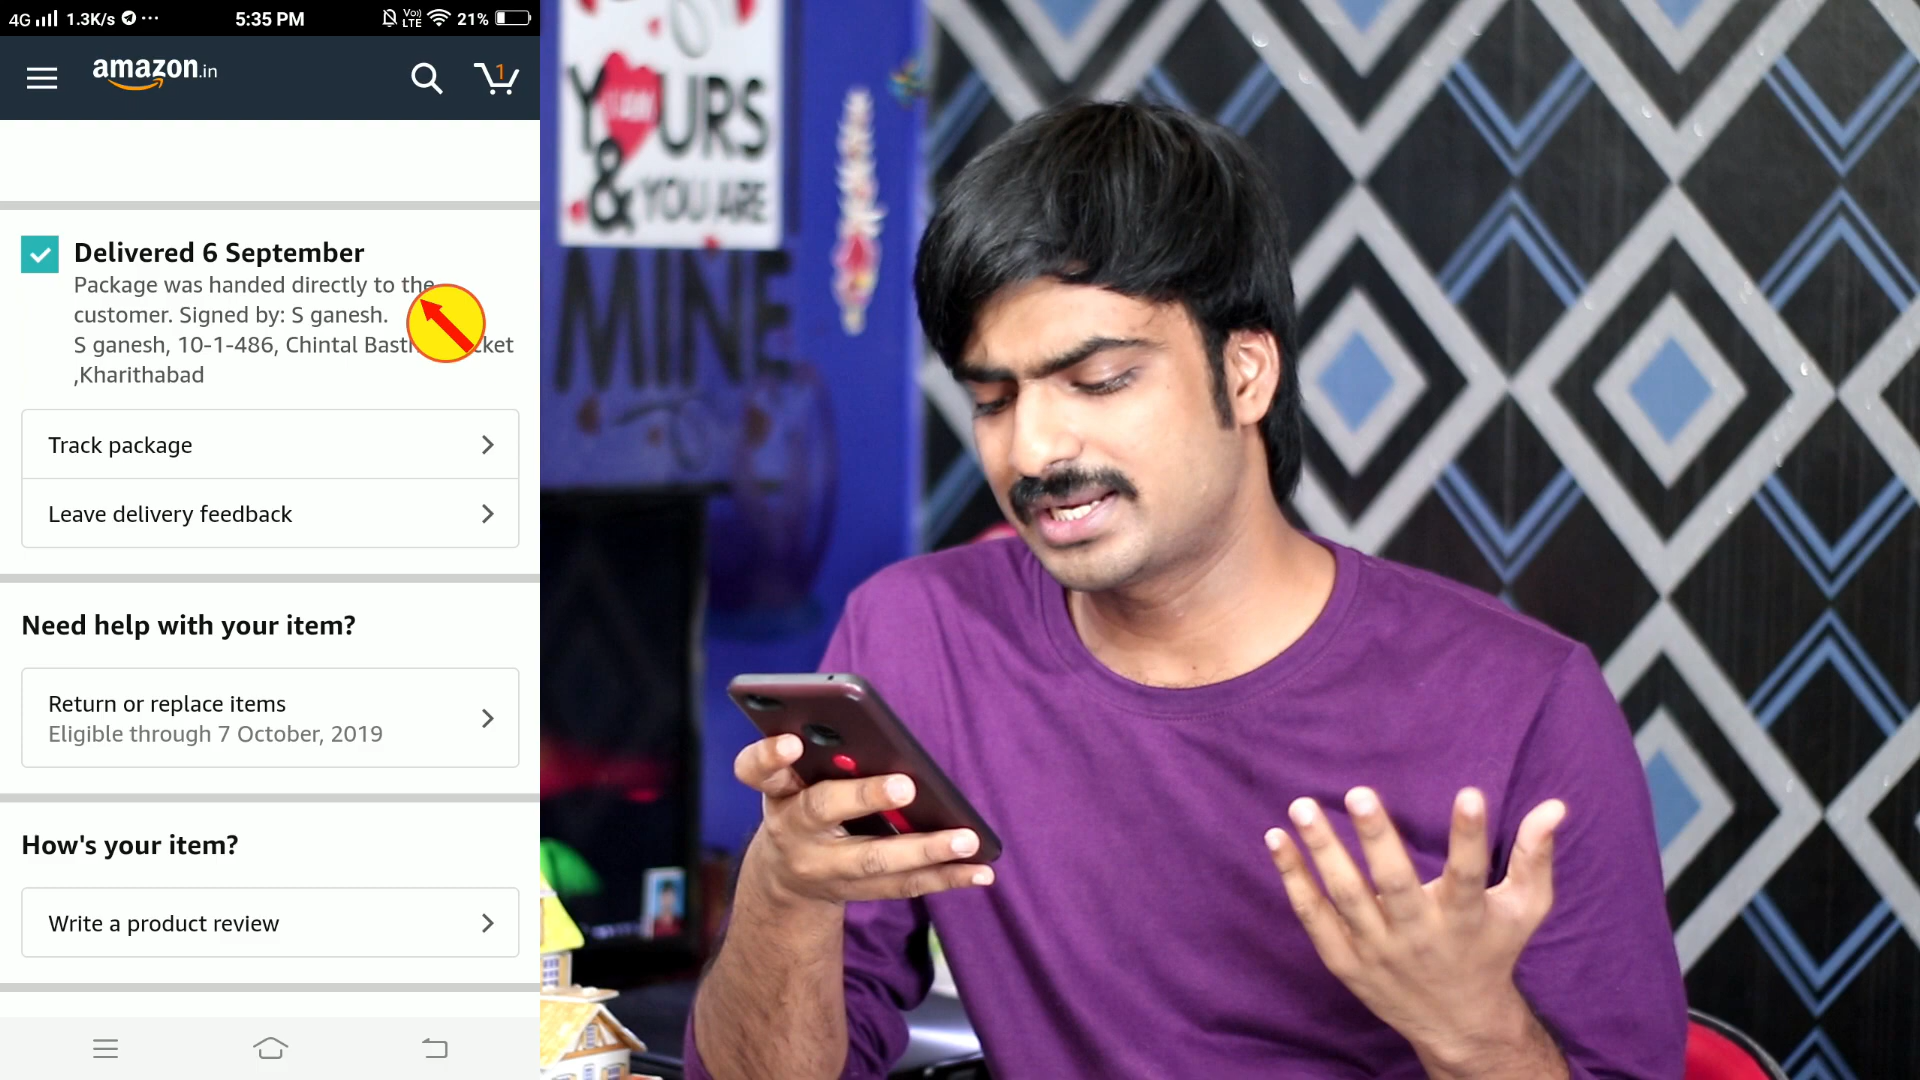 4G 1.3K/s 5:35 PM Vo) LTE 21%
amazon.in
1
Delivered 6 September
Package was handed directly to the
customer. Signed by: S ganesh.
S ganesh, 10-1-486, Chintal
,Kharithabad
Track package
Leave delivery feedback
Need help with your item?
Return or replace items
Eligible through 7 October, 2019
How's your item?
Write a product review
YOURS
I AM
& YOU ARE
MINE